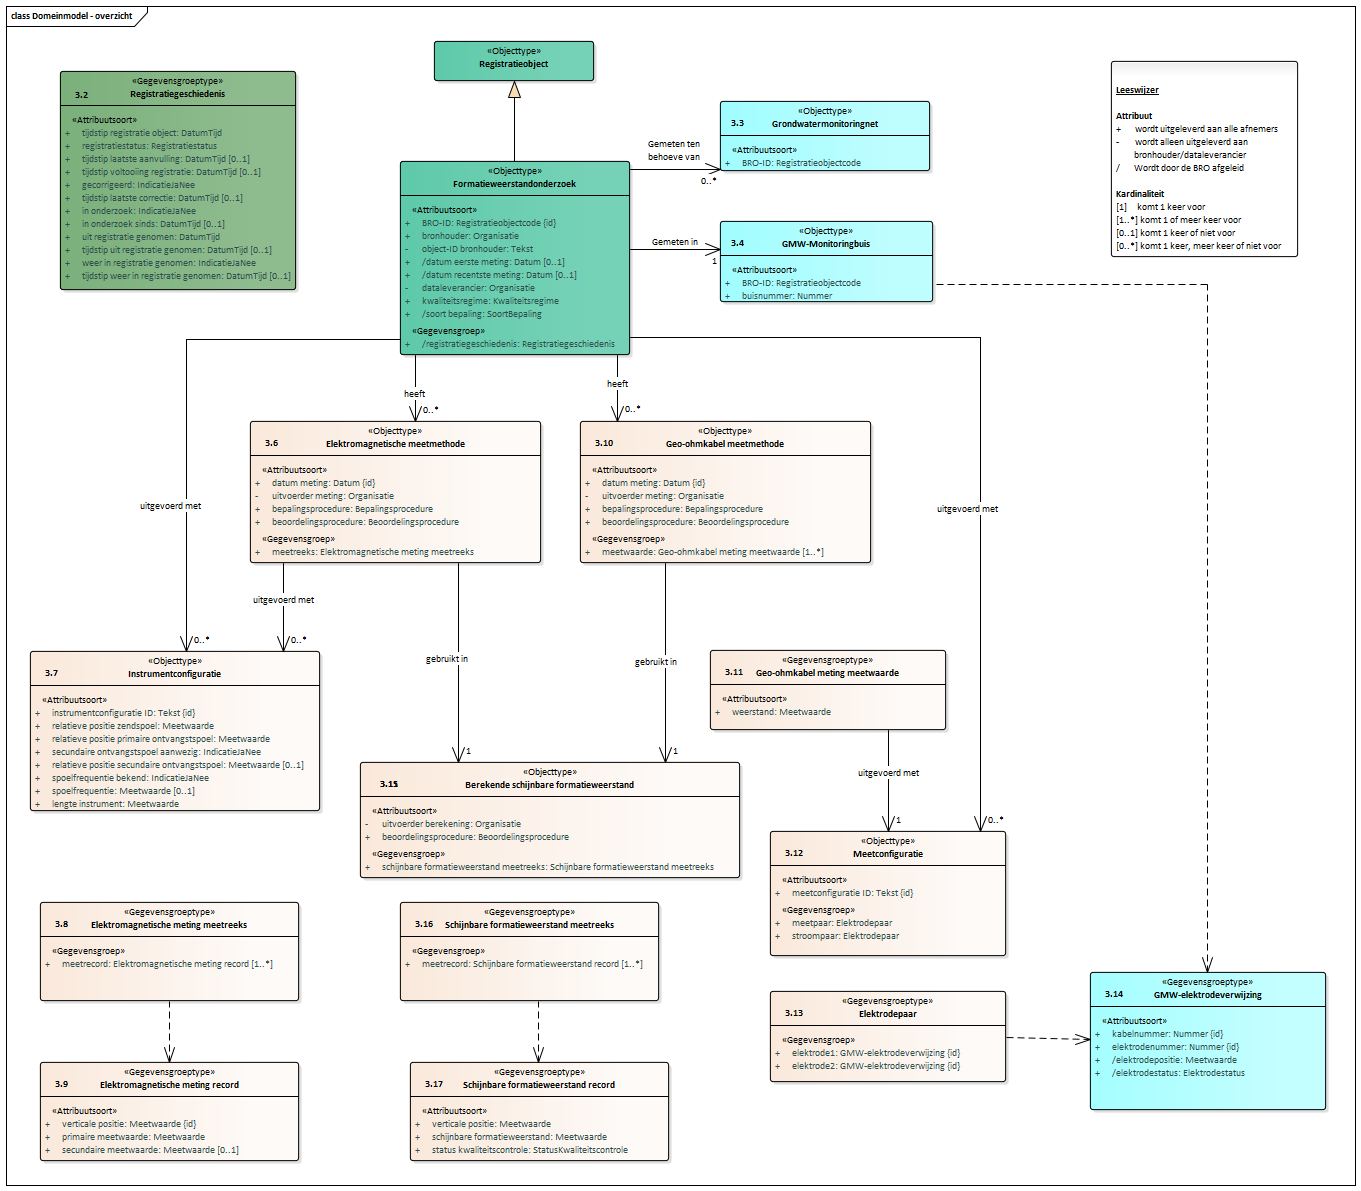 class Domeinmodel - overzicht
«Objecttype»
Registratieobject
«Gegevensgroeptype»
3.2 Registratiegeschiedenis
«Attribuutsoort»
+ tijdstip registratie object: DatumTijd
+ registratiestatus: Registratiestatus
+ tijdstip laatste aanvulling: DatumTijd [0..1]
+ tijdstip voltooiing registratie: DatumTijd [0..1]
+ gecorrigeerd: IndicatieJaNee
+ tijdstip laatste correctie: DatumTijd [0..1]
+ in onderzoek: IndicatieJaNee
+ in onderzoek sinds: DatumTijd [0..1]
+ uit registratie genomen: DatumTijd
+ tijdstip uit registratie genomen: DatumTijd [0..1]
+ weer in registratie genomen: IndicatieJaNee
+ tijdstip weer in registratie genomen: DatumTijd [0..1]
«Objecttype»
Formatieweerstandonderzoek
«Attribuutsoort»
+ BRO-ID: Registratieobjectcode {id}
+ bronhouder: Organisatie
- object-ID bronhouder: Tekst
+ /datum eerste meting: Datum [0..1]
+ /datum recentste meting: Datum [0..1]
- dataleverancier: Organisatie
+ kwaliteitsregime: Kwaliteitsregime
+ /soort bepaling: SoortBepaling
«Gegevensgroep»
+ /registratiegeschiedenis: Registratiegeschiedenis
Gemeten ten
behoeve van
0..*
«Objecttype»
3.3 Grondwatermonitoringnet
«Attribuutsoort»
+ BRO-ID: Registratieobjectcode
Gemeten in
1
«Objecttype»
3.4 GMW-Monitoringbuis
«Attribuutsoort»
+ BRO-ID: Registratieobjectcode
+ buisnummer: Nummer
Leeswijzer
Attribuut
+ wordt uitgeleverd aan alle afnemers
- wordt alleen uitgeleverd aan
bronhouder/dataleverancier
/ Wordt door de BRO afgeleid
Kardinaliteit
[1] komt 1 keer voor
[1..*] komt 1 of meer keer voor
[0..1] komt 1 keer of niet voor
[0..*] komt 1 keer, meer keer of niet voor
heeft
0..*
heeft
0..*
«Objecttype»
3.6 Elektromagnetische meetmethode
«Attribuutsoort»
+ datum meting: Datum {id}
- uitvoerder meting: Organisatie
+ bepalingsprocedure: Bepalingsprocedure
+ beoordelingsprocedure: Beoordelingsprocedure
«Gegevensgroep»
+ meetreeks: Elektromagnetische meting meetreeks
«Objecttype»
3.10 Geo-ohmkabel meetmethode
«Attribuutsoort»
+ datum meting: Datum {id}
- uitvoerder meting: Organisatie
+ bepalingsprocedure: Bepalingsprocedure
+ beoordelingsprocedure: Beoordelingsprocedure
«Gegevensgroep»
+ meetwaarde: Geo-ohmkabel meting meetwaarde [1..*]
uitgevoerd met
0..*
uitgevoerd met
0..*
uitgevoerd met
0..*
gebruikt in
1
gebruikt in
1
«Objecttype»
3.7 Instrumentconfiguratie
«Attribuutsoort»
+ instrumentconfiguratie ID: Tekst {id}
+ relatieve positie zendspoel: Meetwaarde
+ relatieve positie primaire ontvangstspoel: Meetwaarde
+ secundaire ontvangstspoel aanwezig: IndicatieJaNee
+ relatieve positie secundaire ontvangstspoel: Meetwaarde [0..1]
+ spoelfrequentie bekend: IndicatieJaNee
+ spoelfrequentie: Meetwaarde [0..1]
+ lengte instrument: Meetwaarde
«Gegevensgroeptype»
3.11 Geo-ohmkabel meting meetwaarde
«Attribuutsoort»
+ weerstand: Meetwaarde
uitgevoerd met
1
«Objecttype»
3.15 Berekende schijnbare formatieweerstand
«Attribuutsoort»
- uitvoerder berekening: Organisatie
+ beoordelingsprocedure: Beoordelingsprocedure
«Gegevensgroep»
+ schijnbare formatieweerstand meetreeks: Schijnbare formatieweerstand meetreeks
«Objecttype»
3.12 Meetconfiguratie
«Attribuutsoort»
+ meetconfiguratie ID: Tekst {id}
«Gegevensgroep»
+ meetpaar: Elektrodepaar
+ stroompaar: Elektrodepaar
«Gegevensgroeptype»
3.8 Elektromagnetische meting meetreeks
«Gegevensgroep»
+ meetrecord: Elektromagnetische meting record [1..*]
«Gegevensgroeptype»
3.16 Schijnbare formatieweerstand meetreeks
«Gegevensgroep»
+ meetrecord: Schijnbare formatieweerstand record [1..*]
«Gegevensgroeptype»
3.13 Elektrodepaar
«Gegevensgroep»
+ elektrode1: GMW-elektrodeverwijzing {id}
+ elektrode2: GMW-elektrodeverwijzing {id}
«Gegevensgroeptype»
3.14 GMW-elektrodeverwijzing
«Attribuutsoort»
+ kabelnummer: Nummer {id}
+ elektrodenummer: Nummer {id}
+ /elektrodepositie: Meetwaarde
+ /elektrodestatus: Elektrodestatus
«Gegevensgroeptype»
3.9 Elektromagnetische meting record
«Attribuutsoort»
+ verticale positie: Meetwaarde {id}
+ primaire meetwaarde: Meetwaarde
+ secundaire meetwaarde: Meetwaarde [0..1]
«Gegevensgroeptype»
3.17 Schijnbare formatieweerstand record
«Attribuutsoort»
+ verticale positie: Meetwaarde
+ schijnbare formatieweerstand: Meetwaarde
+ status kwaliteitscontrole: StatusKwaliteitscontrole